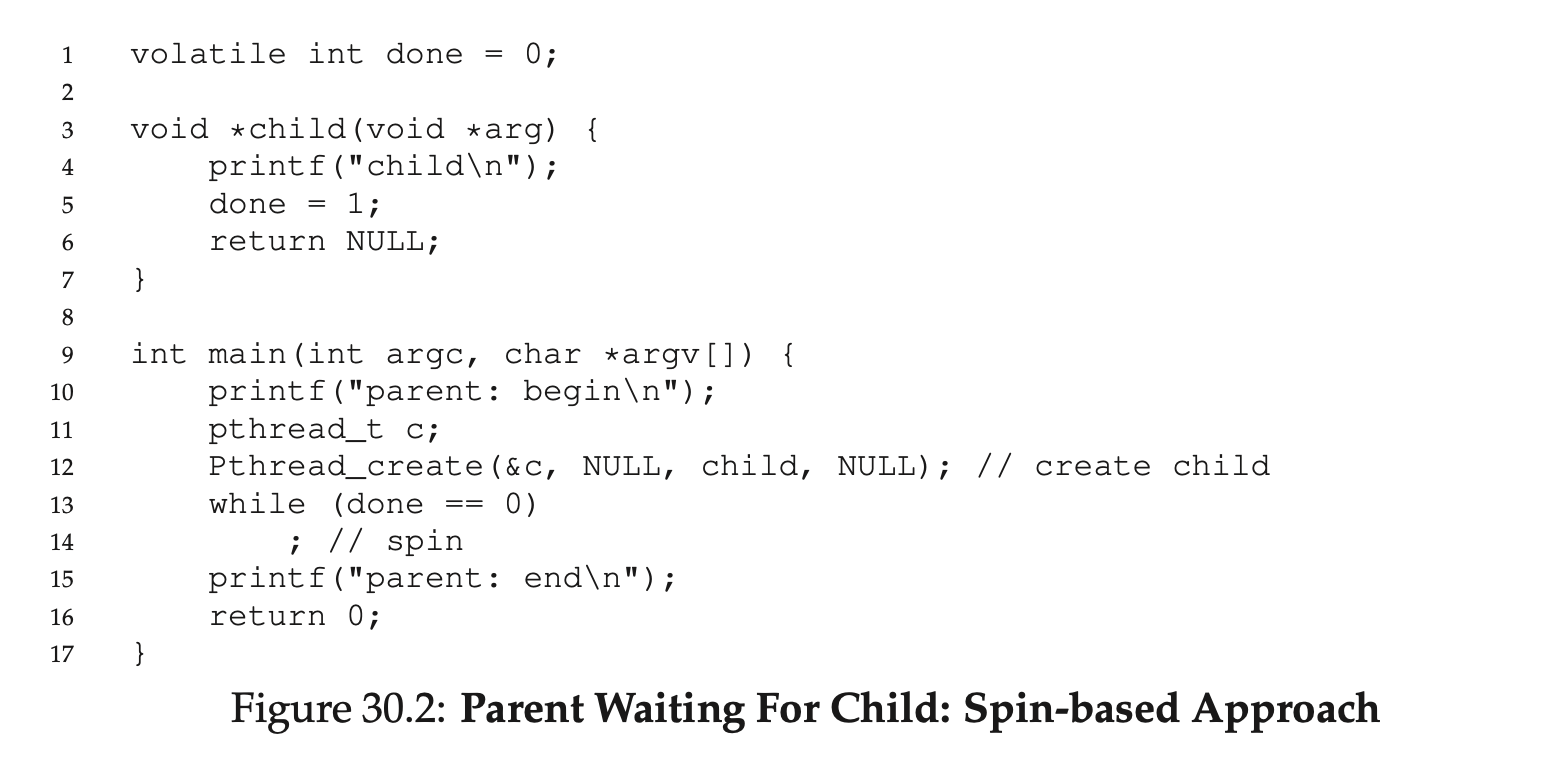 1 volatile int done = 0;
2
3 void *child(void *arg) {
4     printf("child\n");
5     done = 1;
6     return NULL;
7 }
8
9 int main(int argc, char *argv[]) {
10     printf("parent: begin\n");
11     pthread_t c;
12     Pthread_create(&c, NULL, child, NULL); // create child
13     while (done == 0)
14         ; // spin
15     printf("parent: end\n");
16     return 0;
17 }
Figure 30.2: Parent Waiting For Child: Spin-based Approach